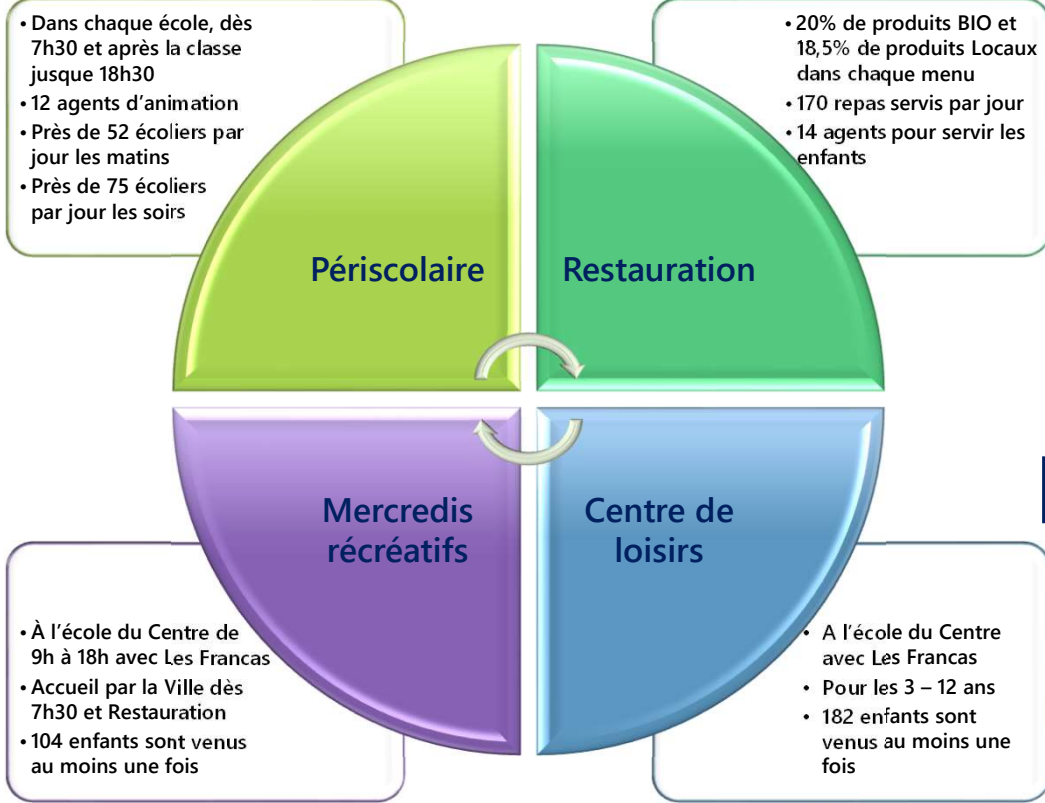 • Dans chaque école, dès
7h30 et après la classe
jusque 18h30
• 12 agents d'animation
• Près de 52 écoliers par
jour les matins
• Près de 75 écoliers
par jour les soirs
• 20% de produits BIO et
18,5% de produits Locaux
dans chaque menu
• 170 repas servis par jour
• 14 agents pour servir les
enfants
Périscolaire
Restauration
Mercredis
récréatifs
Centre de
loisirs
• À l'école du Centre de
9h à 18h avec Les Francas
• Accueil par la Ville dès
7h30 et Restauration
• 104 enfants sont venus
au moins une fois
• A l'école du Centre
avec Les Francas
• Pour les 3 – 12 ans
• 182 enfants sont
venus au moins une
fois